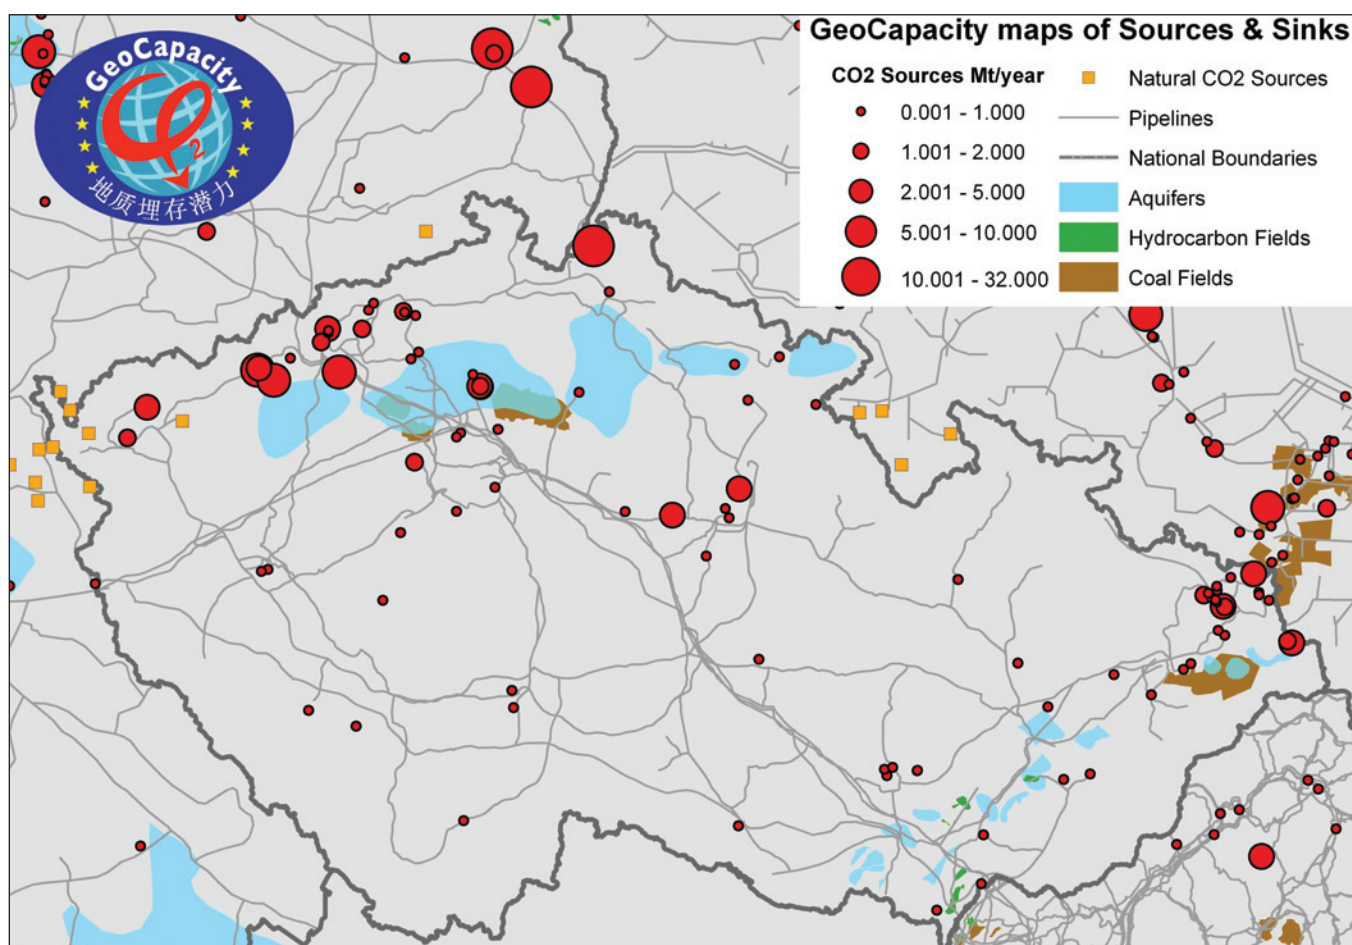 GeoCapacity maps of Sources & Sinks
CO2 Sources Mt/year
0.001 - 1.000
1.001 - 2.000
2.001 - 5.000
5.001 - 10.000
10.001 - 32.000
Natural CO2 Sources
Pipelines
National Boundaries
Aquifers
Hydrocarbon Fields
Coal Fields
GeoCapacity
2
地质埋存潜力